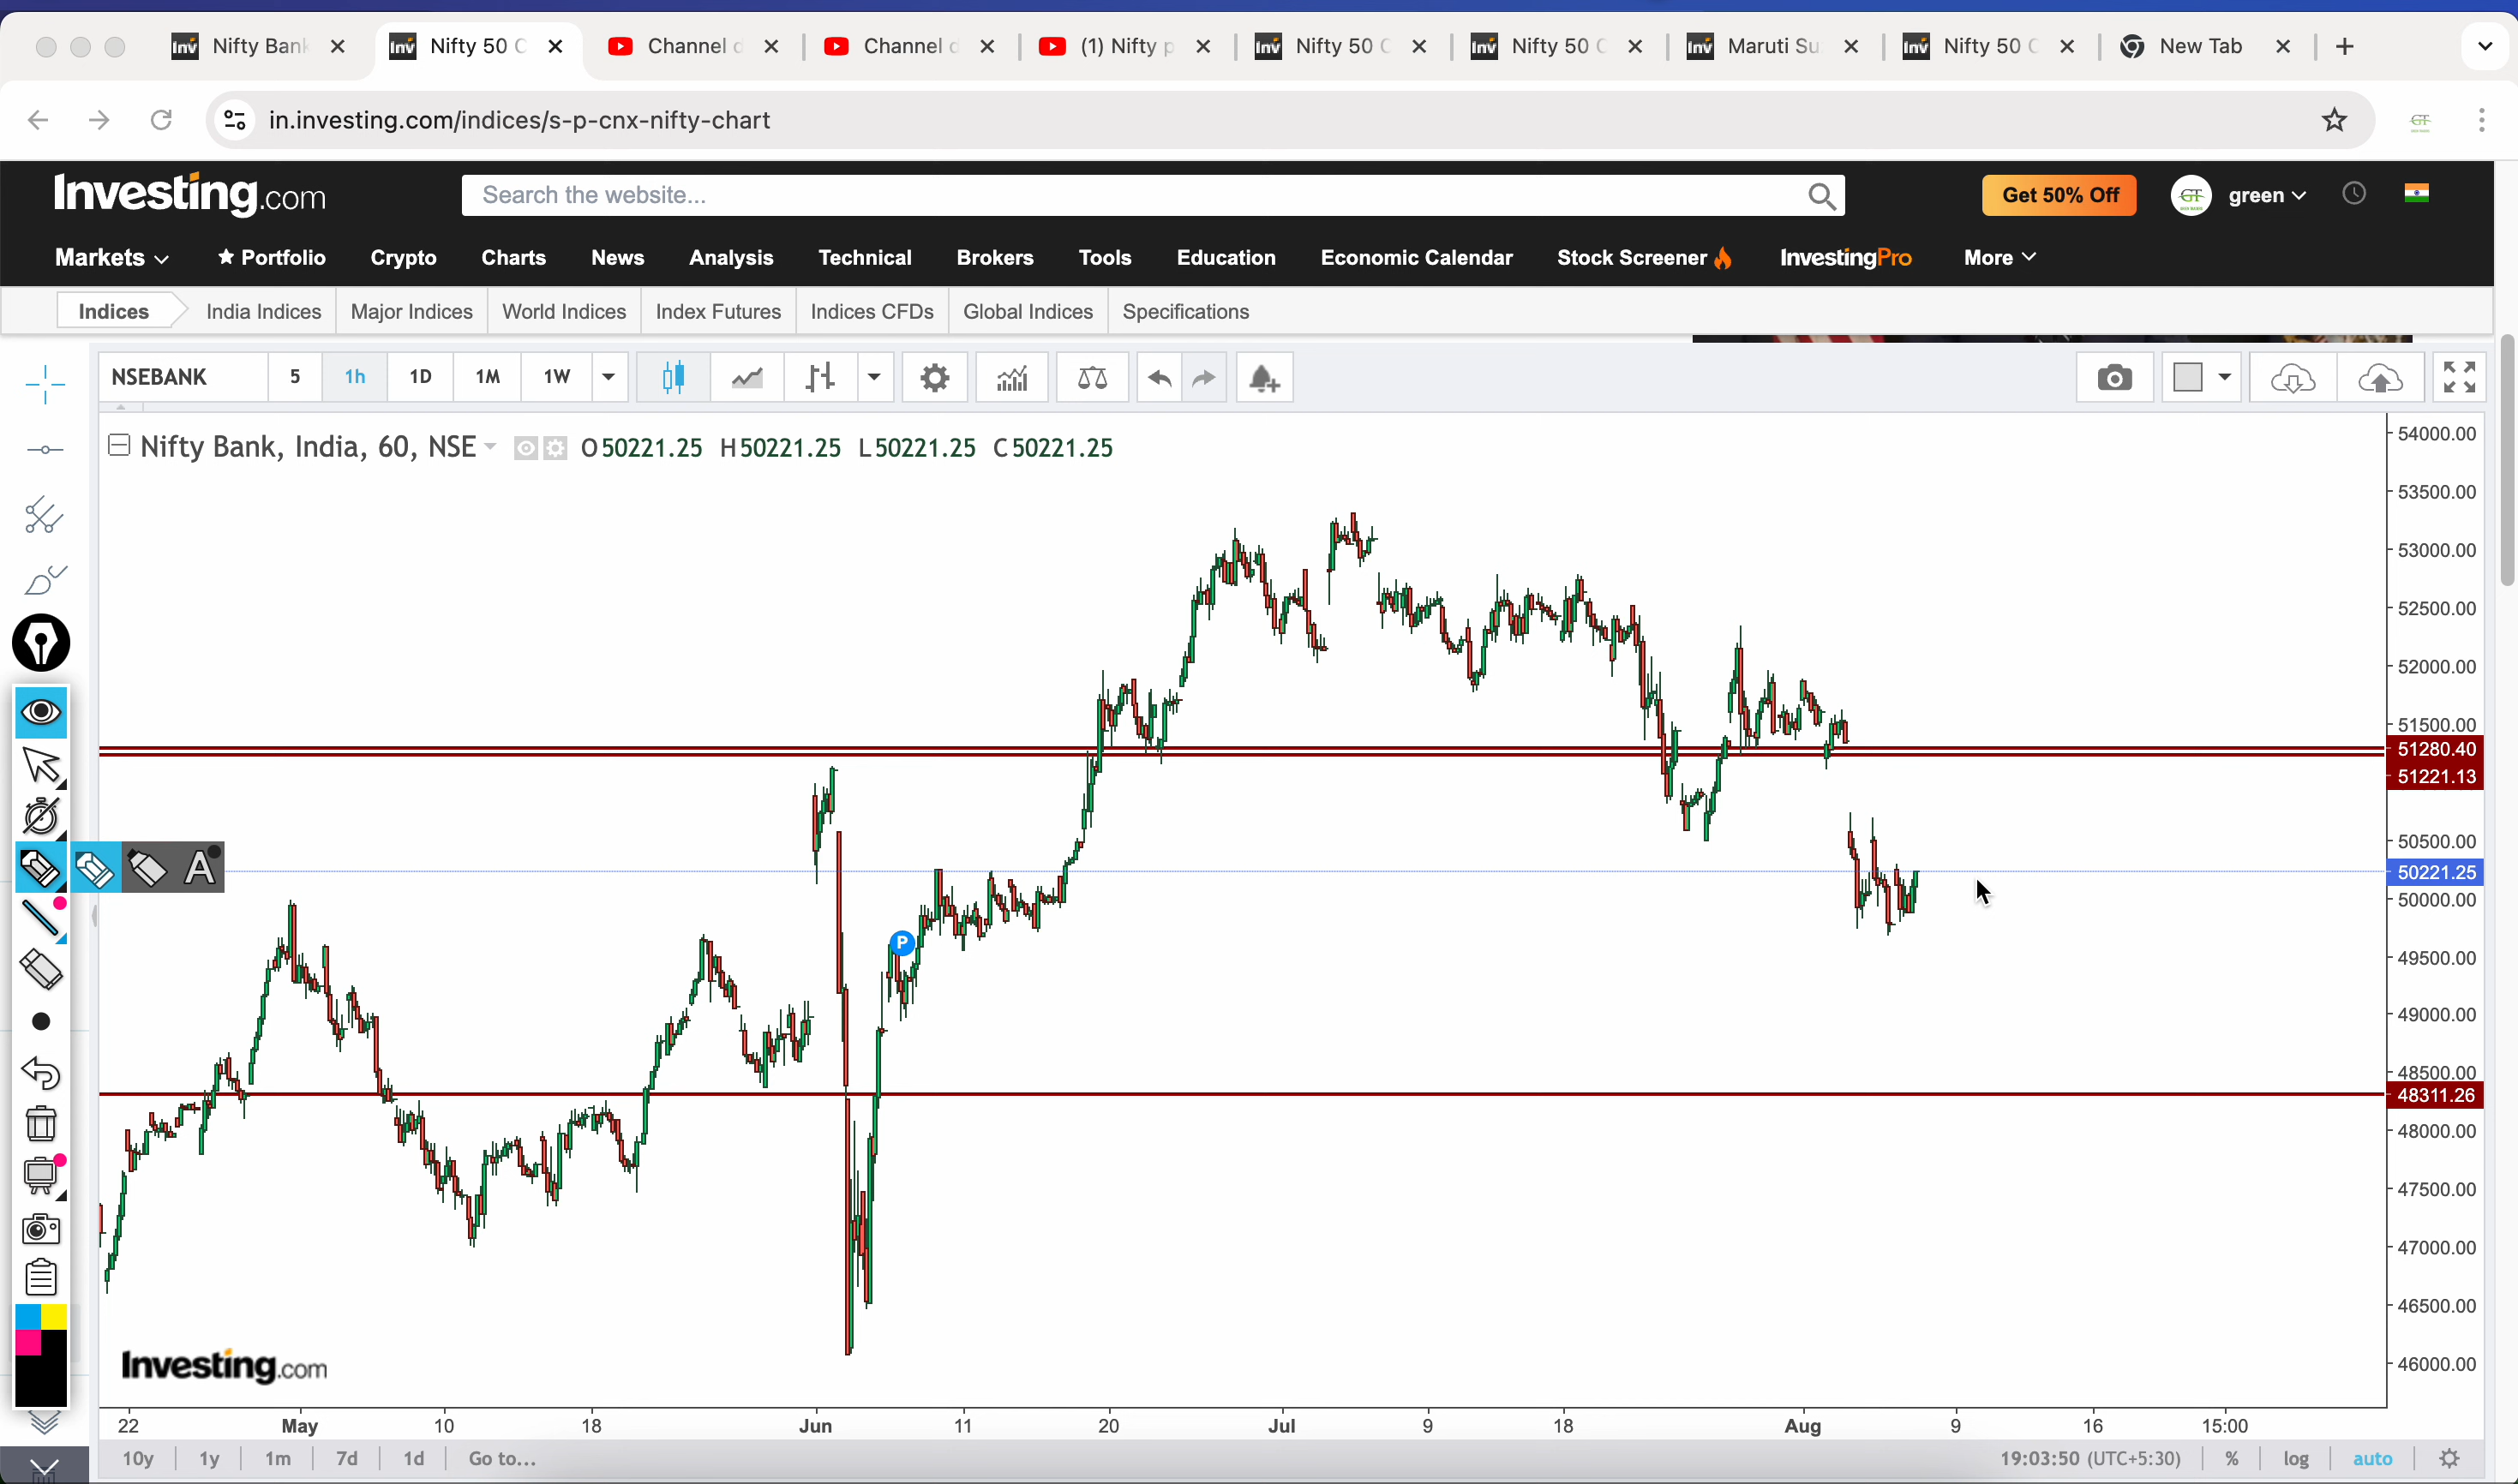 Nifty Bank
Nifty 50 C
Channel
Channel
(1) Nifty p
Nifty 50 C
Nifty 50 C
Maruti Su
Nifty 50 C
New Tab
in.investing.com/indices/s-p-cnx-nifty-chart
GT
Investing.com
Search the website...
Get 50% Off
GT
green
Markets
Portfolio
Crypto
Charts
News
Analysis
Technical
Brokers
Tools
Education
Economic Calendar
Stock Screener
InvestingPro
More
Indices
India Indices
Major Indices
World Indices
Index Futures
Indices CFDs
Global Indices
Specifications
NSEBANK
5
1h
1D
1M
1W
Nifty Bank, India, 60, NSE
O50221.25 H50221.25 L50221.25 C50221.25
54000.00
53500.00
53000.00
52500.00
52000.00
51500.00
51280.40
51221.13
50500.00
50221.25
50000.00
49500.00
49000.00
48500.00
48311.26
48000.00
47500.00
47000.00
46500.00
46000.00
A
P
Investing.com
22 May 10 18 Jun 11 20 Jul 9 18 Aug 9 16 15:00
10y 1y 1m 7d 1d Go to...
19:03:50 (UTC+5:30) % log auto